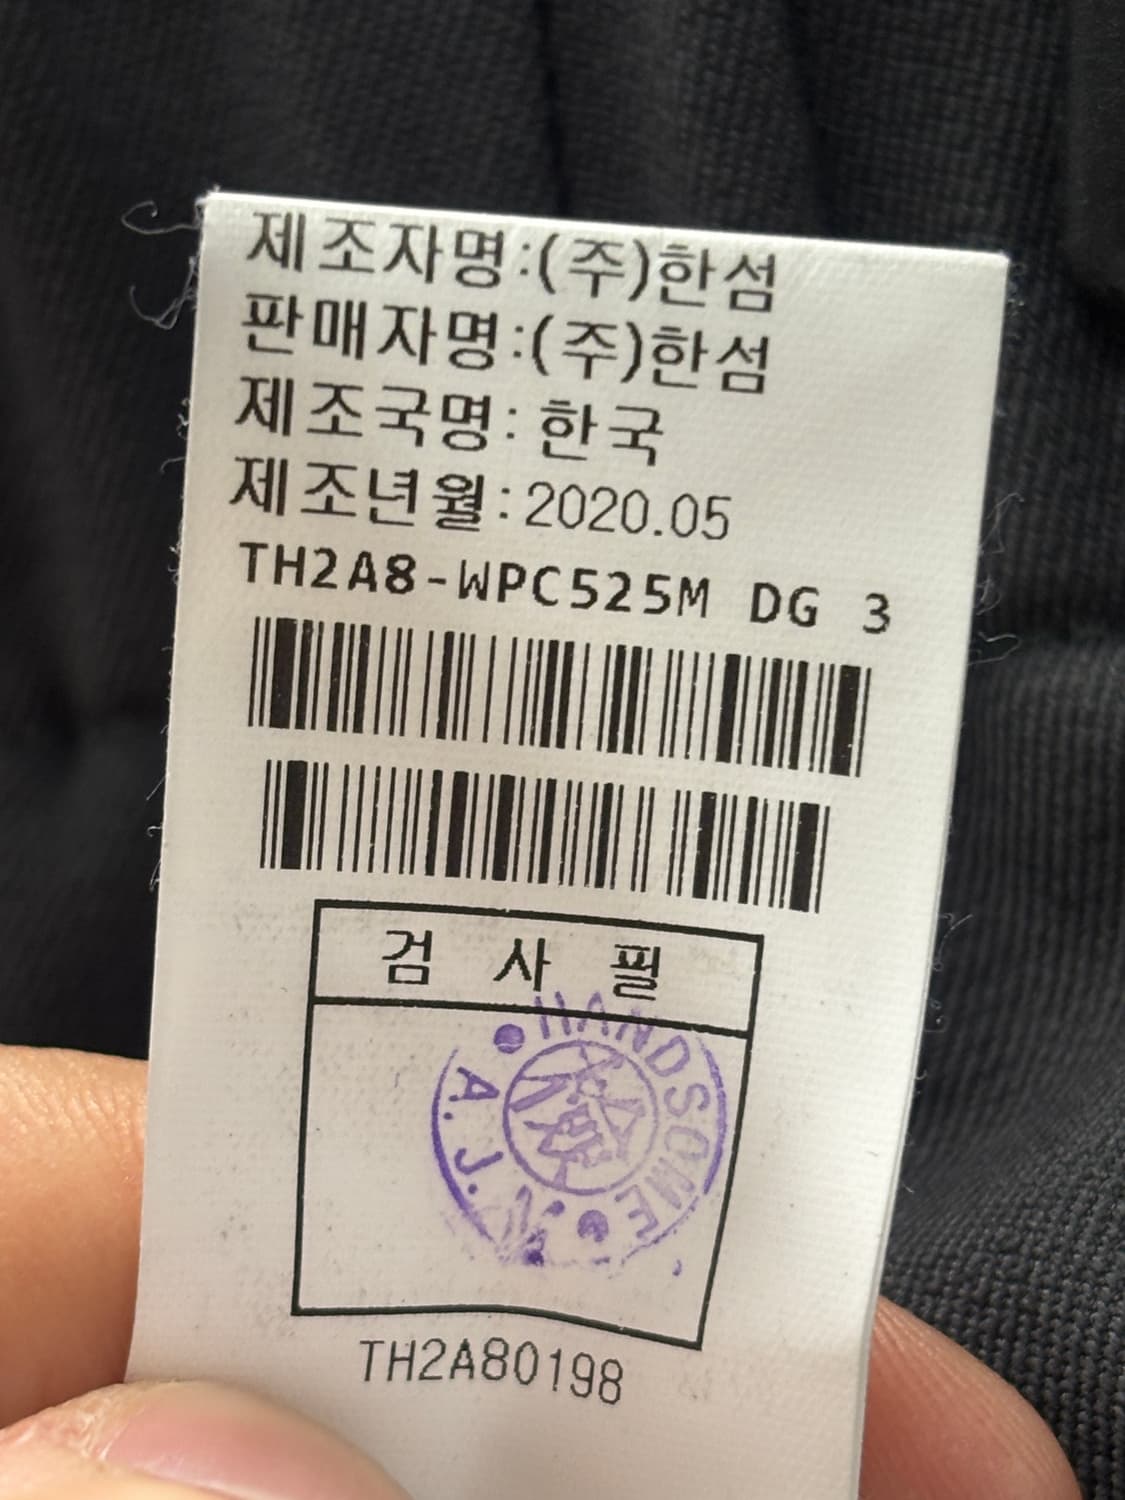 제조자명:(주)한섬
판매자명:(주)한섬
제조국명: 한국
제조년월:2020.05
TH2A8-WPC525M DG 3
검 사 필
HANDSOME
A.J.
TH2A80198